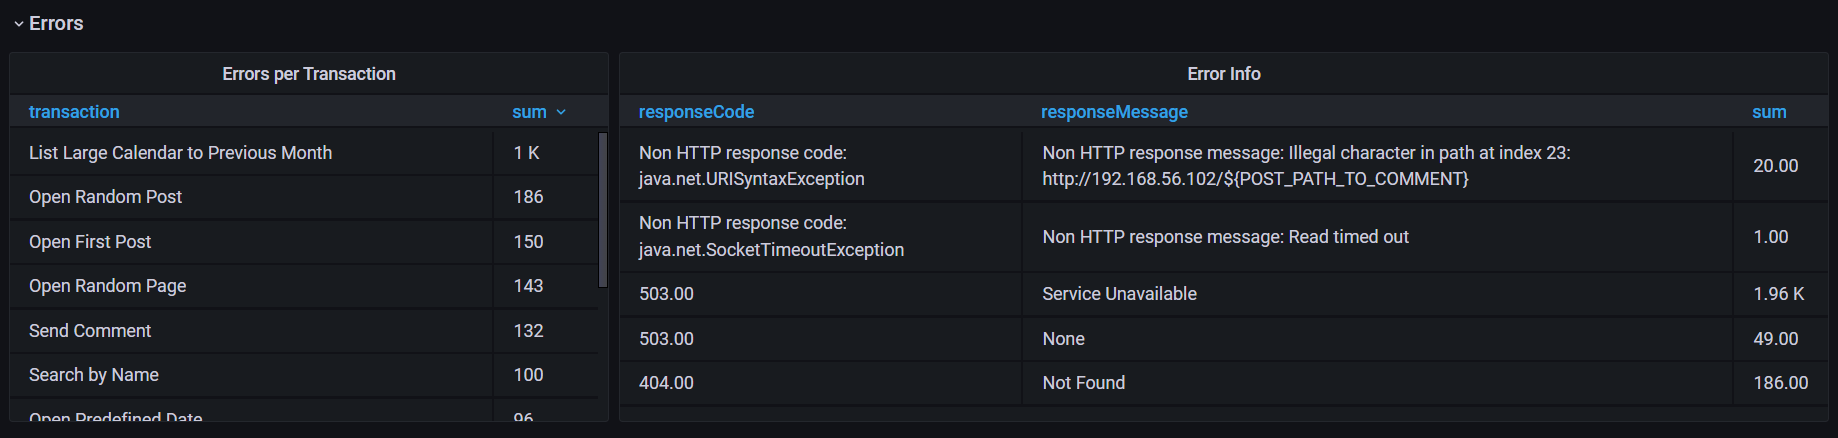 Errors
Errors per Transaction
transaction sum
List Large Calendar to Previous Month 1 K
Open Random Post 186
Open First Post 150
Open Random Page 143
Send Comment 132
Search by Name 100
Open Predefined Date 96
Error Info
responseCode responseMessage sum
Non HTTP response code: Non HTTP response message: Illegal character in path at index 23:
java.net.URISyntaxException http://192.168.56.102/${POST_PATH_TO_COMMENT} 20.00
Non HTTP response code:
java.net.SocketTimeoutException Non HTTP response message: Read timed out 1.00
503.00 Service Unavailable 1.96 K
503.00 None 49.00
404.00 Not Found 186.00